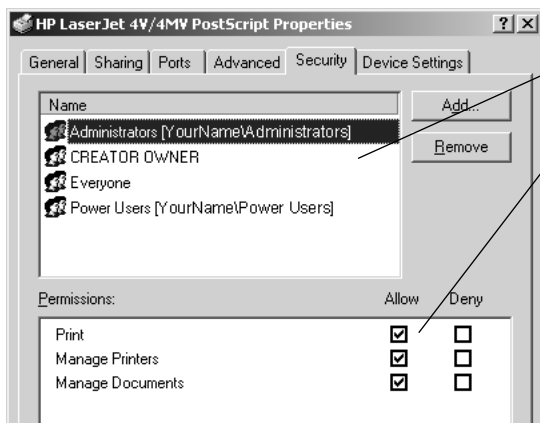 HP LaserJet 4V/4MV PostScript Properties
General Sharing Ports Advanced Security Device Settings
Name
Add...
Administrators [YourName\Administrators]
CREATOR OWNER
Remove
Everyone
Power Users [YourName\Power Users]
Permissions: Allow Deny
Print
Manage Printers
Manage Documents